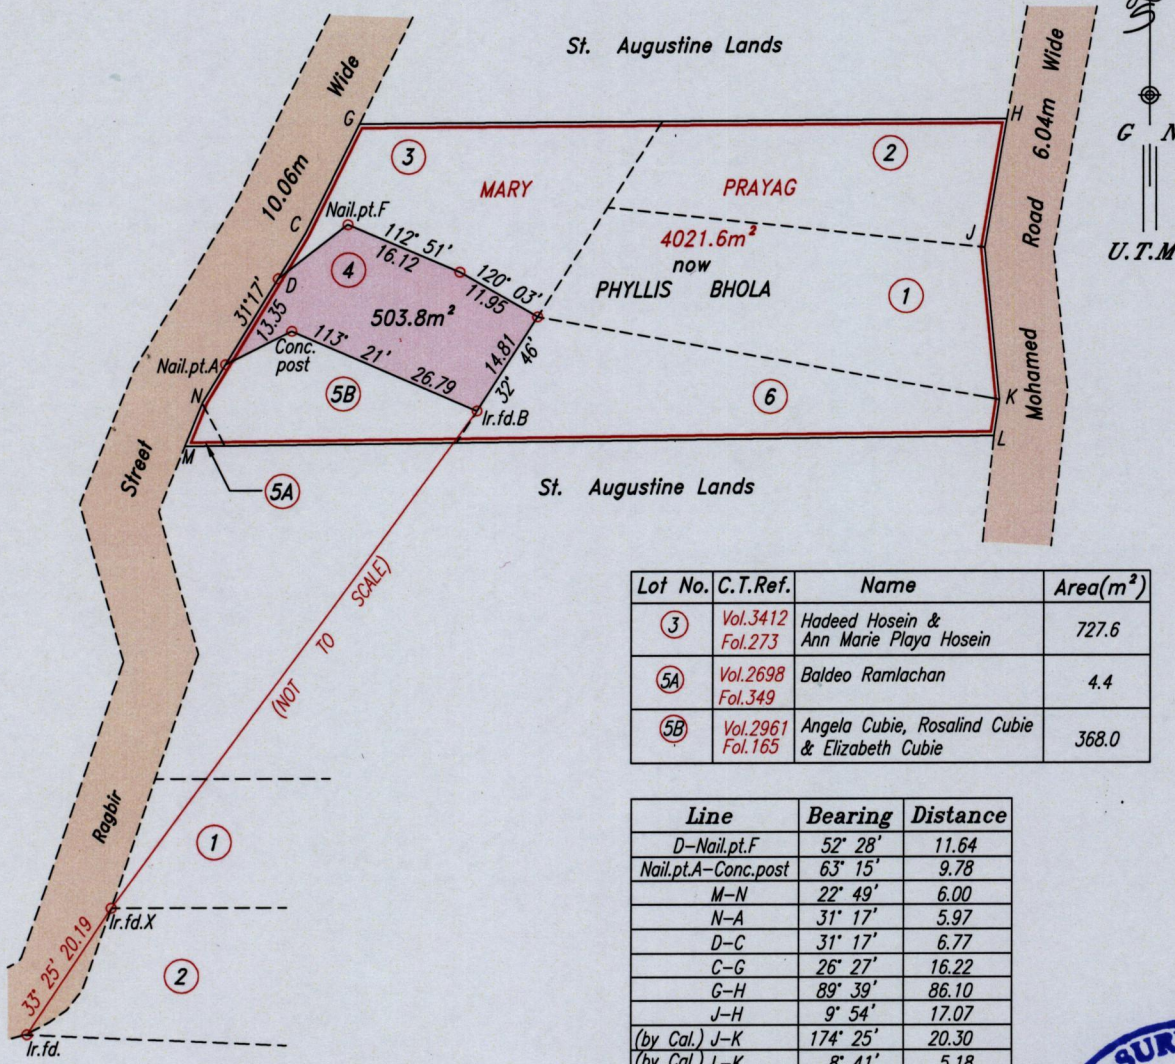 St. Augustine Lands
Wide
Wide
G
H
G N
10.06m
6.04m
3
2
MARY
PRAYAG
C
Nail.pt.F
112° 51'
16.12
4021.6m²
now
PHYLLIS BHOLA
J
Road
U.T.M
4
120° 03'
11.95
1
D
31°17'
13.35
503.8m²
Conc.
post
113° 21'
26.79
14.81
32° 46'
Nail.pt.A
Mohamed
N
5B
Ir.fd.B
6
K
L
M
Street
5A
St. Augustine Lands
(NOT TO SCALE)
Lot No. C.T.Ref. Name Area(m²)
3 Vol.3412 Fol.273 Hadeed Hosein & Ann Marie Playa Hosein 727.6
5A Vol.2698 Fol.349 Baldeo Ramlachan 4.4
5B Vol.2961 Fol.165 Angela Cubie, Rosalind Cubie & Elizabeth Cubie 368.0
Ragbir
1
Ir.fd.X
2
33° 25' 20.19
Ir.fd.
Line Bearing Distance
D-Nail.pt.F 52° 28' 11.64
Nail.pt.A-Conc.post 63° 15' 9.78
M-N 22° 49' 6.00
N-A 31° 17' 5.97
D-C 31° 17' 6.77
C-G 26° 27' 16.22
G-H 89° 39' 86.10
J-H 9° 54' 17.07
(by Cal.) J-K 174° 25' 20.30
(by Cal.) L-K 8° 41' 5.18
SUR